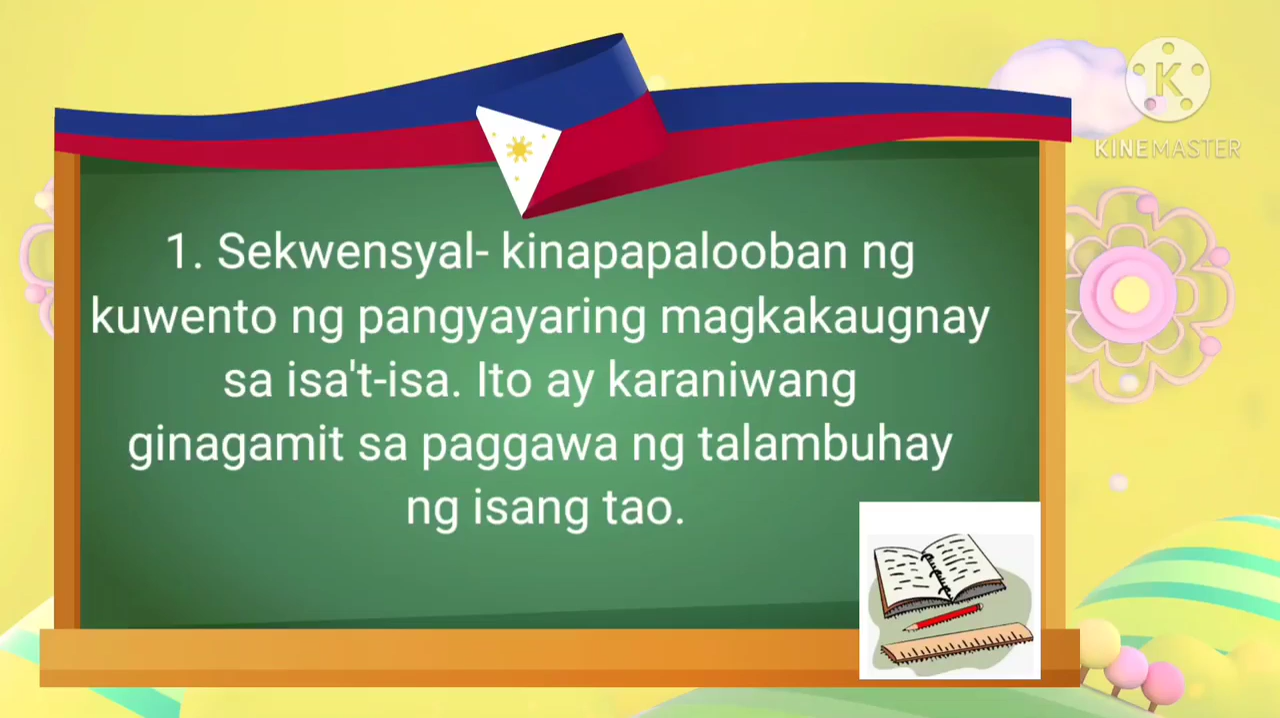 KINEMASTER
1. Sekwensyal- kinapapalooban ng
kuwento ng pangyayaring magkakaugnay
sa isa't-isa. Ito ay karaniwang
ginagamit sa paggawa ng talambuhay
ng isang tao.